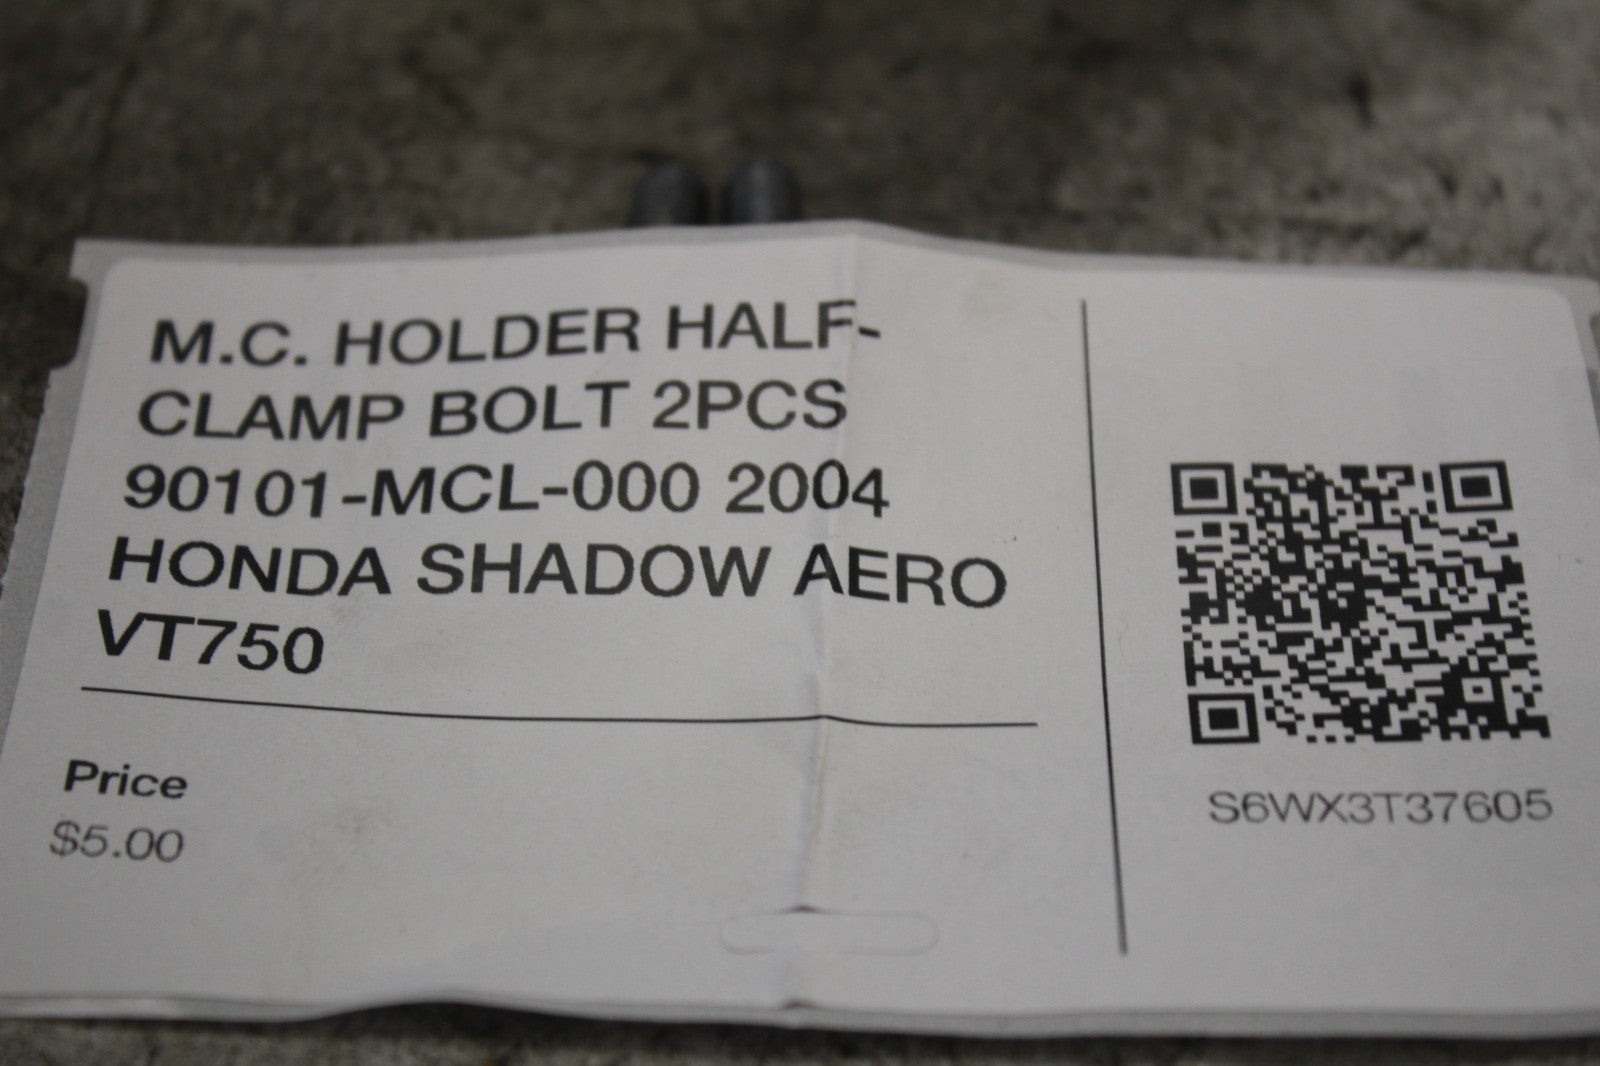 M.C. HOLDER HALF-
CLAMP BOLT 2PCS
90101-MCL-000 2004
HONDA SHADOW AERO
VT750
Price
$5.00
S6WX3T37605